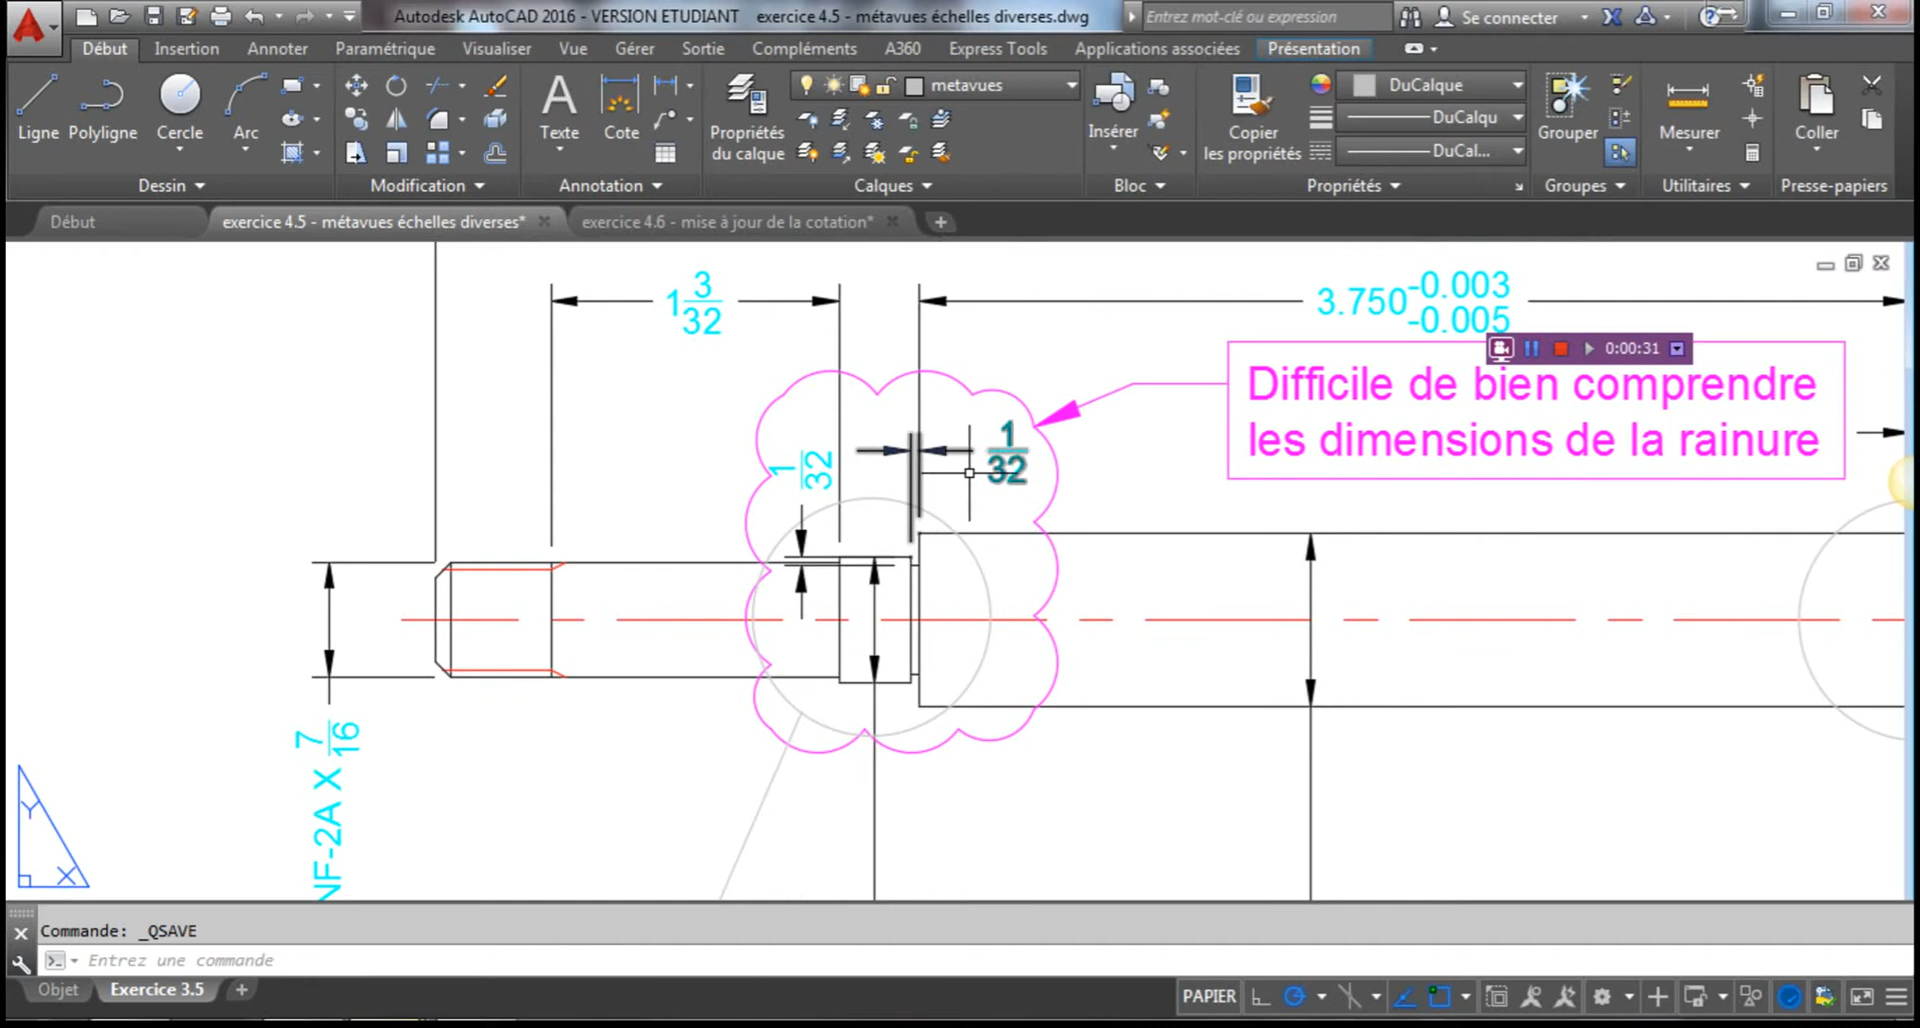 Autodesk AutoCAD 2016 - VERSION ETUDIANT exercice 4.5 - métavues échelles diverses.dwg
Entrez mot-clé ou expression
Se connecter
Début Insertion Annoter Paramétrique Visualiser Vue Gérer Sortie Compléments A360 Express Tools Applications associées Présentation
metavues
DuCalque
DuCalqu
DuCal...
Ligne Polyligne Cercle Arc
Texte Cote
Propriétés du calque
Insérer
Copier les propriétés
Grouper
Mesurer
Coller
Dessin Modification Annotation Calques Bloc Propriétés Groupes Utilitaires Presse-papiers
Début
exercice 4.5 - métavues échelles diverses*
exercice 4.6 - mise à jour de la cotation*
1 3/32
3.750 -0.003 -0.005
0:00:31
Difficile de bien comprendre
les dimensions de la rainure
1/32
1/32
NF-2A X 7/16
Y
X
Commande: _QSAVE
Entrez une commande
Objet
Exercice 3.5
PAPIER